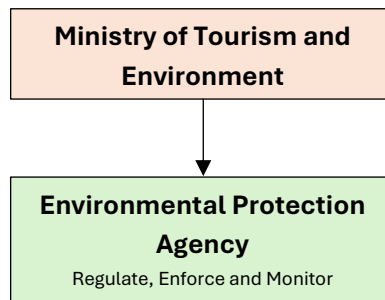 Ministry of Tourism and
Environment
Environmental Protection
Agency
Regulate, Enforce and Monitor